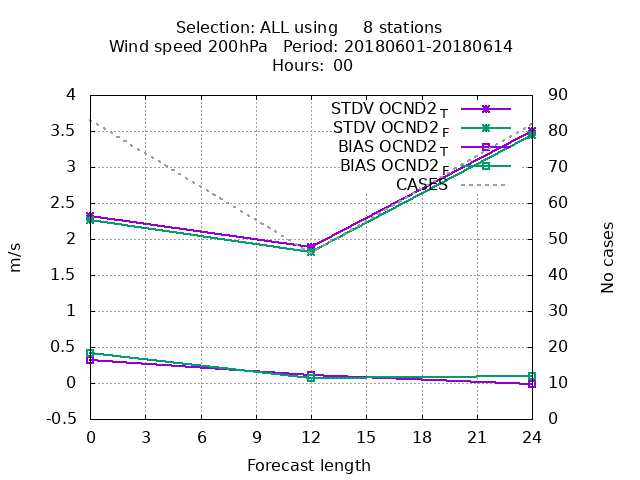 Selection: ALL using     8 stations
Wind speed 200hPa   Period: 20180601-20180614
Hours:  00
4
3.5
3
2.5
2
1.5
1
0.5
0
-0.5
m/s
90
80
70
60
50
40
30
20
10
0
No cases
STDV OCND2 T
STDV OCND2 F
BIAS OCND2 T
BIAS OCND2 F
CASES
0 3 6 9 12 15 18 21 24
Forecast length